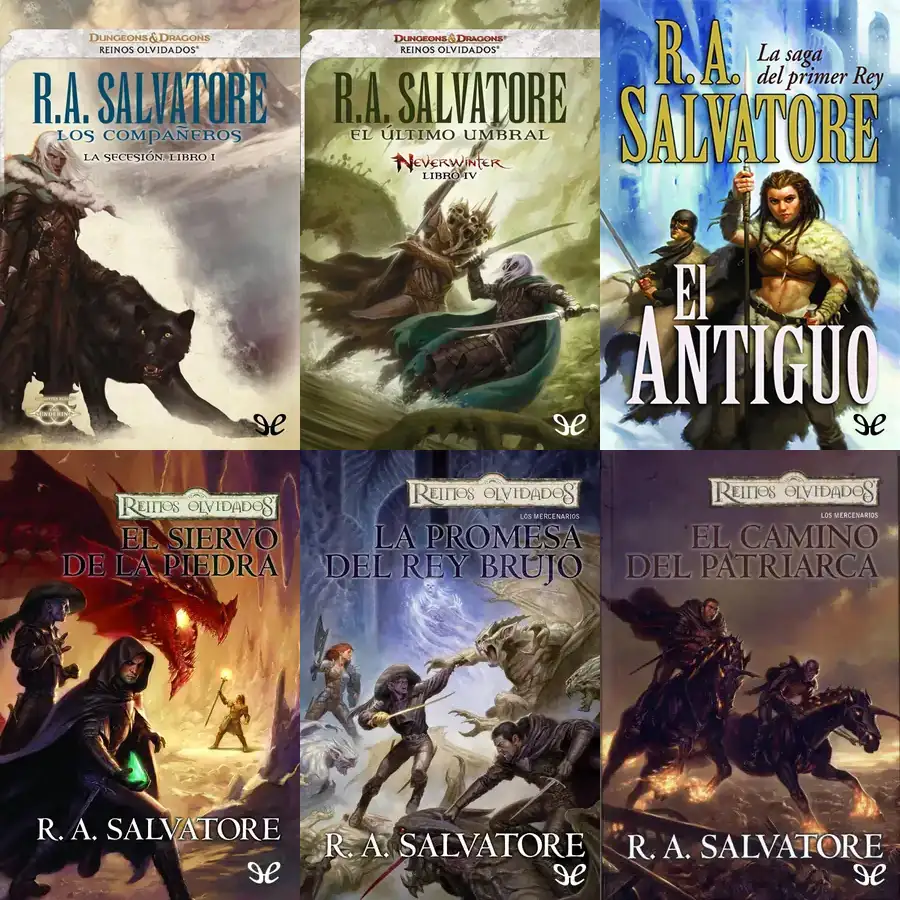 DUNGEONS & DRAGONS
REINOS OLVIDADOS®
R.A. SALVATORE
LOS COMPAÑEROS
LA SECESIÓN, LIBRO I
DUNGEONS & DRAGONS®
REINOS OLVIDADOS®
R.A. SALVATORE
EL ÚLTIMO UMBRAL
NEVERWINTER
LIBRO IV
R. A.
SALVATORE
La saga
del primer Rey
El
ANTIGUO
REINOS OLVIDADOS
EL SIERVO
DE LA PIEDRA
R. A. SALVATORE
REINOS OLVIDADOS
LOS MERCENARIOS
LA PROMESA
DEL REY BRUJO
R. A. SALVATORE
REINOS OLVIDADOS
LOS MERCENARIOS
EL CAMINO
DEL PATRIARCA
R. A. SALVATORE